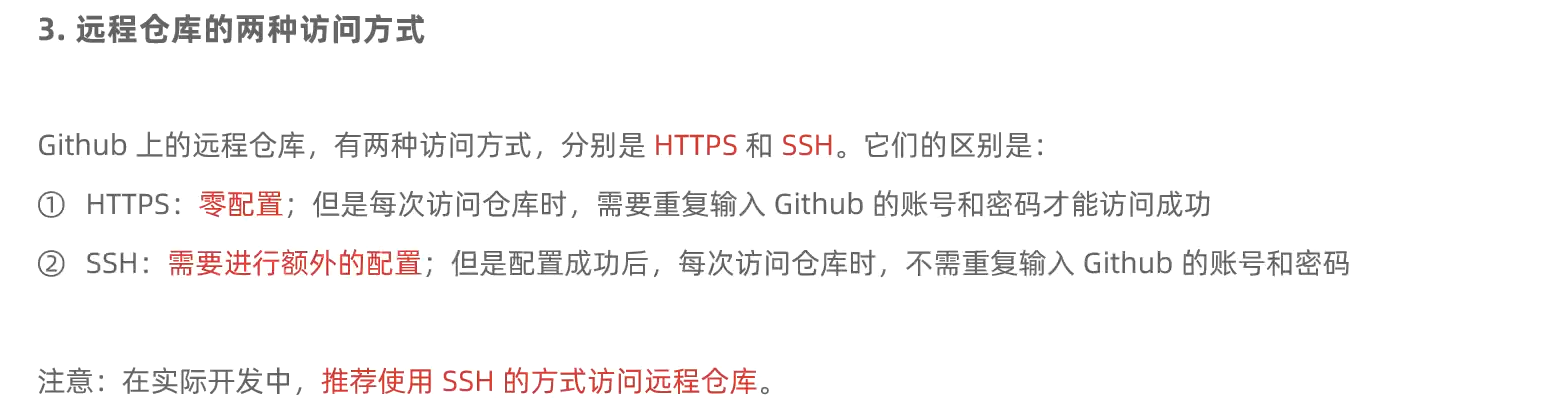 3. 远程仓库的两种访问方式
Github 上的远程仓库，有两种访问方式，分别是 HTTPS 和 SSH。它们的区别是：
① HTTPS：零配置；但是每次访问仓库时，需要重复输入 Github 的账号和密码才能访问成功
② SSH：需要进行额外的配置；但是配置成功后，每次访问仓库时，不需重复输入 Github 的账号和密码
注意：在实际开发中，推荐使用 SSH 的方式访问远程仓库。